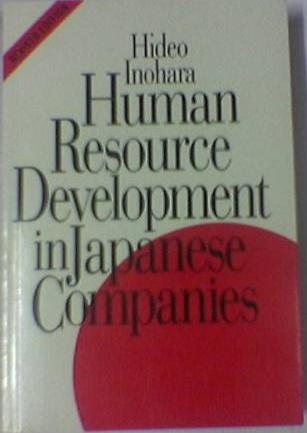 Hideo
Inohara
Human
Resource
Development
in Japanese
Companies